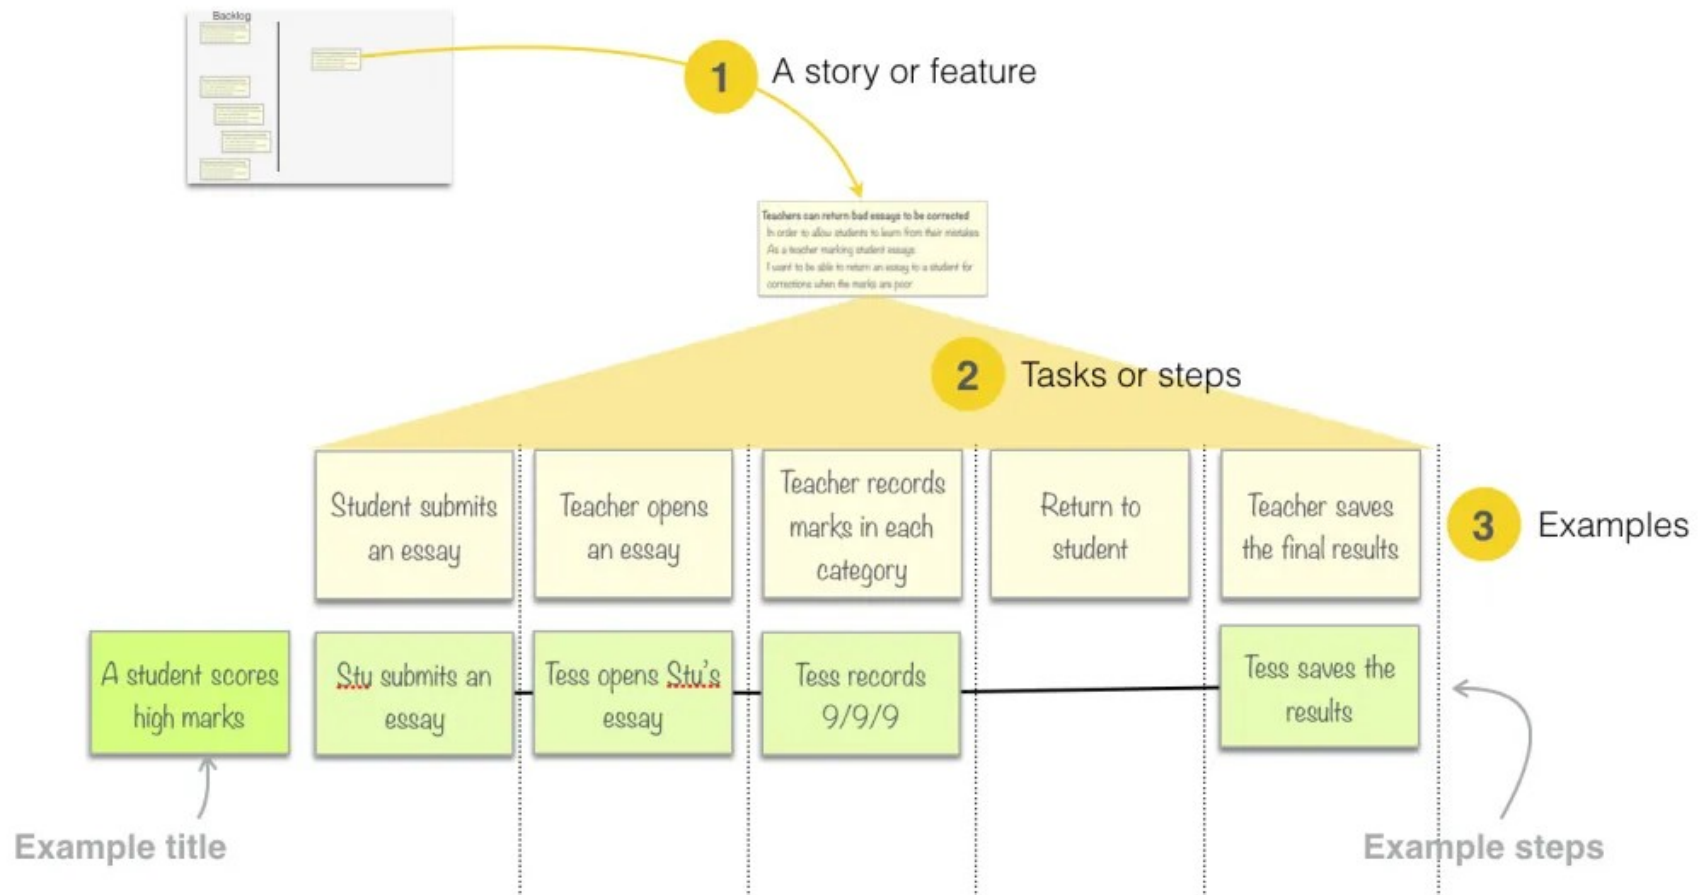 Backlog
1
A story or feature
Teachers can return bad essays to be corrected
In order to allow students to learn from their mistakes
As a teacher marking student essays
I want to be able to return an essay to a student for
corrections when the marks are poor
2
Tasks or steps
Student submits
an essay
Teacher opens
an essay
Teacher records
marks in each
category
Return to
student
Teacher saves
the final results
3
Examples
A student scores
high marks
Stu submits an
essay
Tess opens Stu's
essay
Tess records
9/9/9
Tess saves the
results
Example title
Example steps